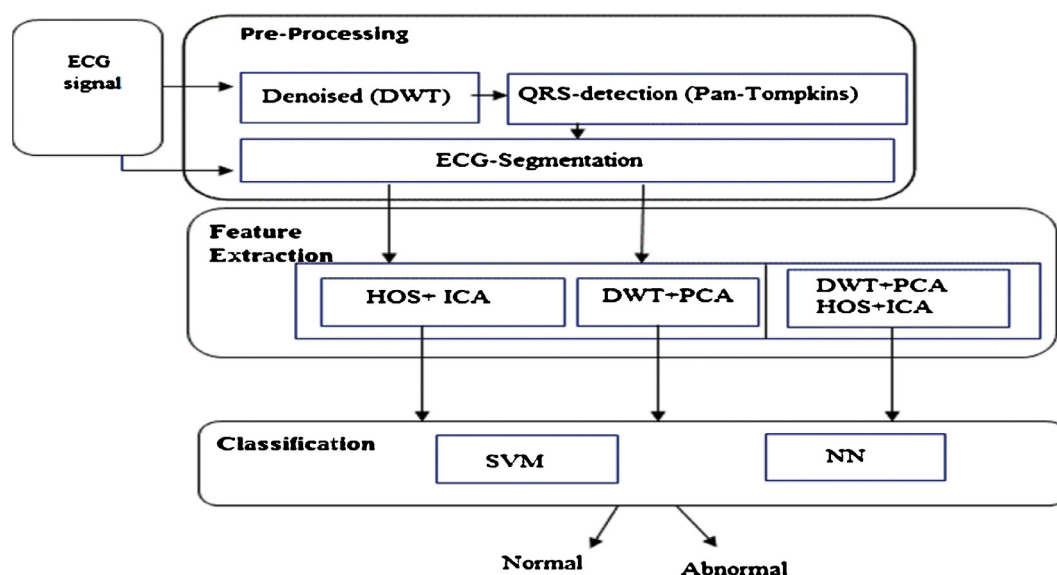 Pre-Processing
ECG
signal
Denoised (DWT)
QRS-detection (Pan-Tompkins)
ECG-Segmentation
Feature
Extraction
HOS+ ICA
DWT+PCA
DWT+PCA
HOS+ICA
Classification
SVM
NN
Normal
Abnormal